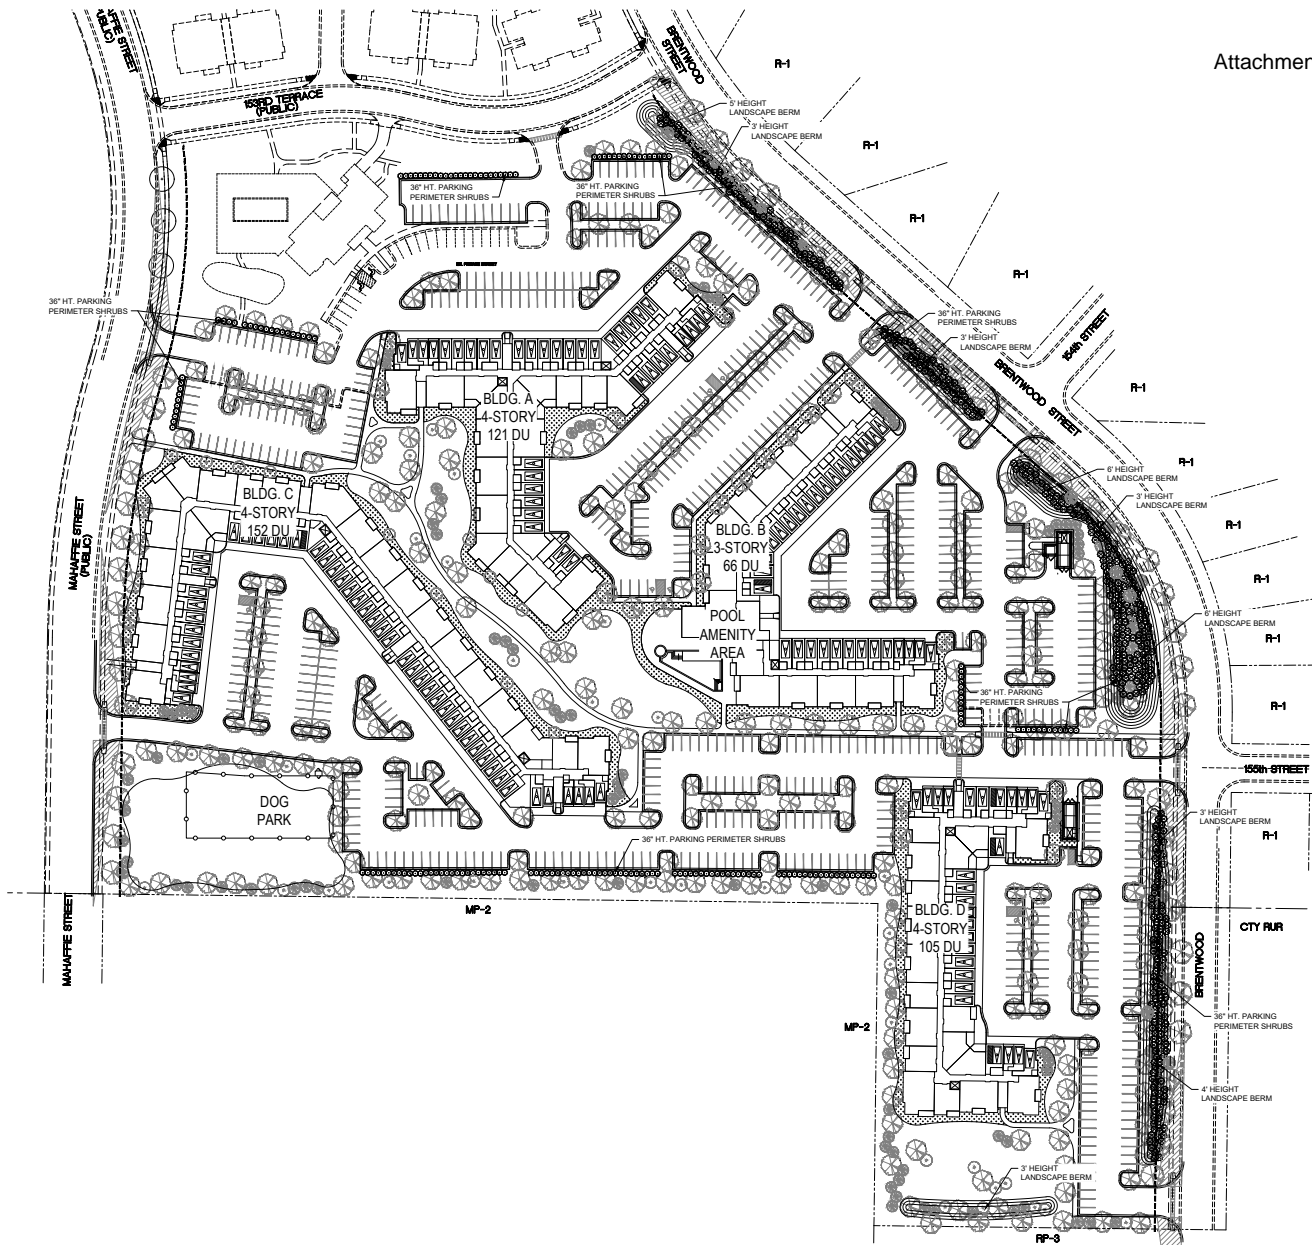 Attachmen
MAHAFFIE STREET
(PUBLIC)
BRENTWOOD
STREET
R-1
153RD TERRACE
(PUBLIC)
5' HEIGHT
LANDSCAPE BERM
3' HEIGHT
LANDSCAPE BERM
R-1
36" HT. PARKING
PERIMETER SHRUBS
36" HT. PARKING
PERIMETER SHRUBS
R-1
R-1
36" HT. PARKING
PERIMETER SHRUBS
36" HT. PARKING
PERIMETER SHRUBS
3' HEIGHT
LANDSCAPE BERM
154th STREET
BRENTWOOD STREET
R-1
BLDG. A
4-STORY
121 DU
R-1
6' HEIGHT
LANDSCAPE BERM
3' HEIGHT
LANDSCAPE BERM
BLDG. C
4-STORY
152 DU
R-1
BLDG. B
3-STORY
66 DU
MAHAFFIE STREET
(PUBLIC)
R-1
POOL
AMENITY
AREA
6' HEIGHT
LANDSCAPE BERM
R-1
36" HT. PARKING
PERIMETER SHRUBS
R-1
155th STREET
DOG
PARK
3' HEIGHT
LANDSCAPE BERM
R-1
36" HT. PARKING PERIMETER SHRUBS
MP-2
BLDG. D
4-STORY
105 DU
CTY RUR
MAHAFFIE STREET
BRENTWOOD
MP-2
36" HT. PARKING
PERIMETER SHRUBS
4' HEIGHT
LANDSCAPE BERM
3' HEIGHT
LANDSCAPE BERM
RP-3